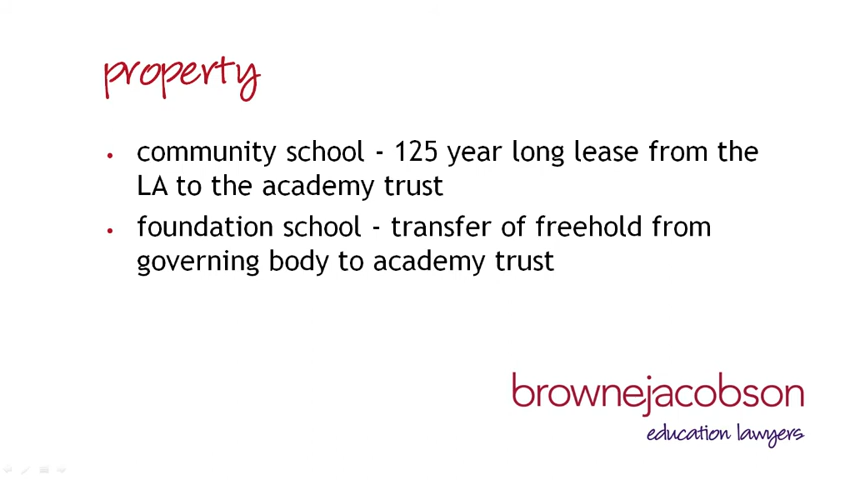 property
• community school - 125 year long lease from the
LA to the academy trust
• foundation school - transfer of freehold from
governing body to academy trust
brownejacobson
education lawyers